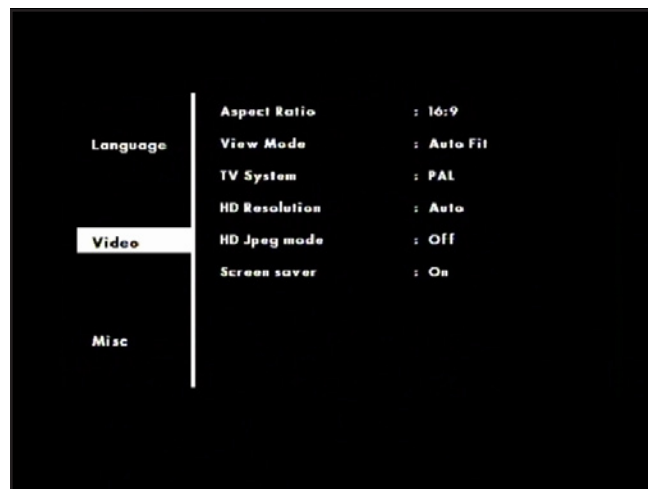 Language
Video
Misc
Aspect Ratio : 16:9
View Mode : Auto Fit
TV System : PAL
HD Resolution : Auto
HD Jpeg mode : Off
Screen saver : On